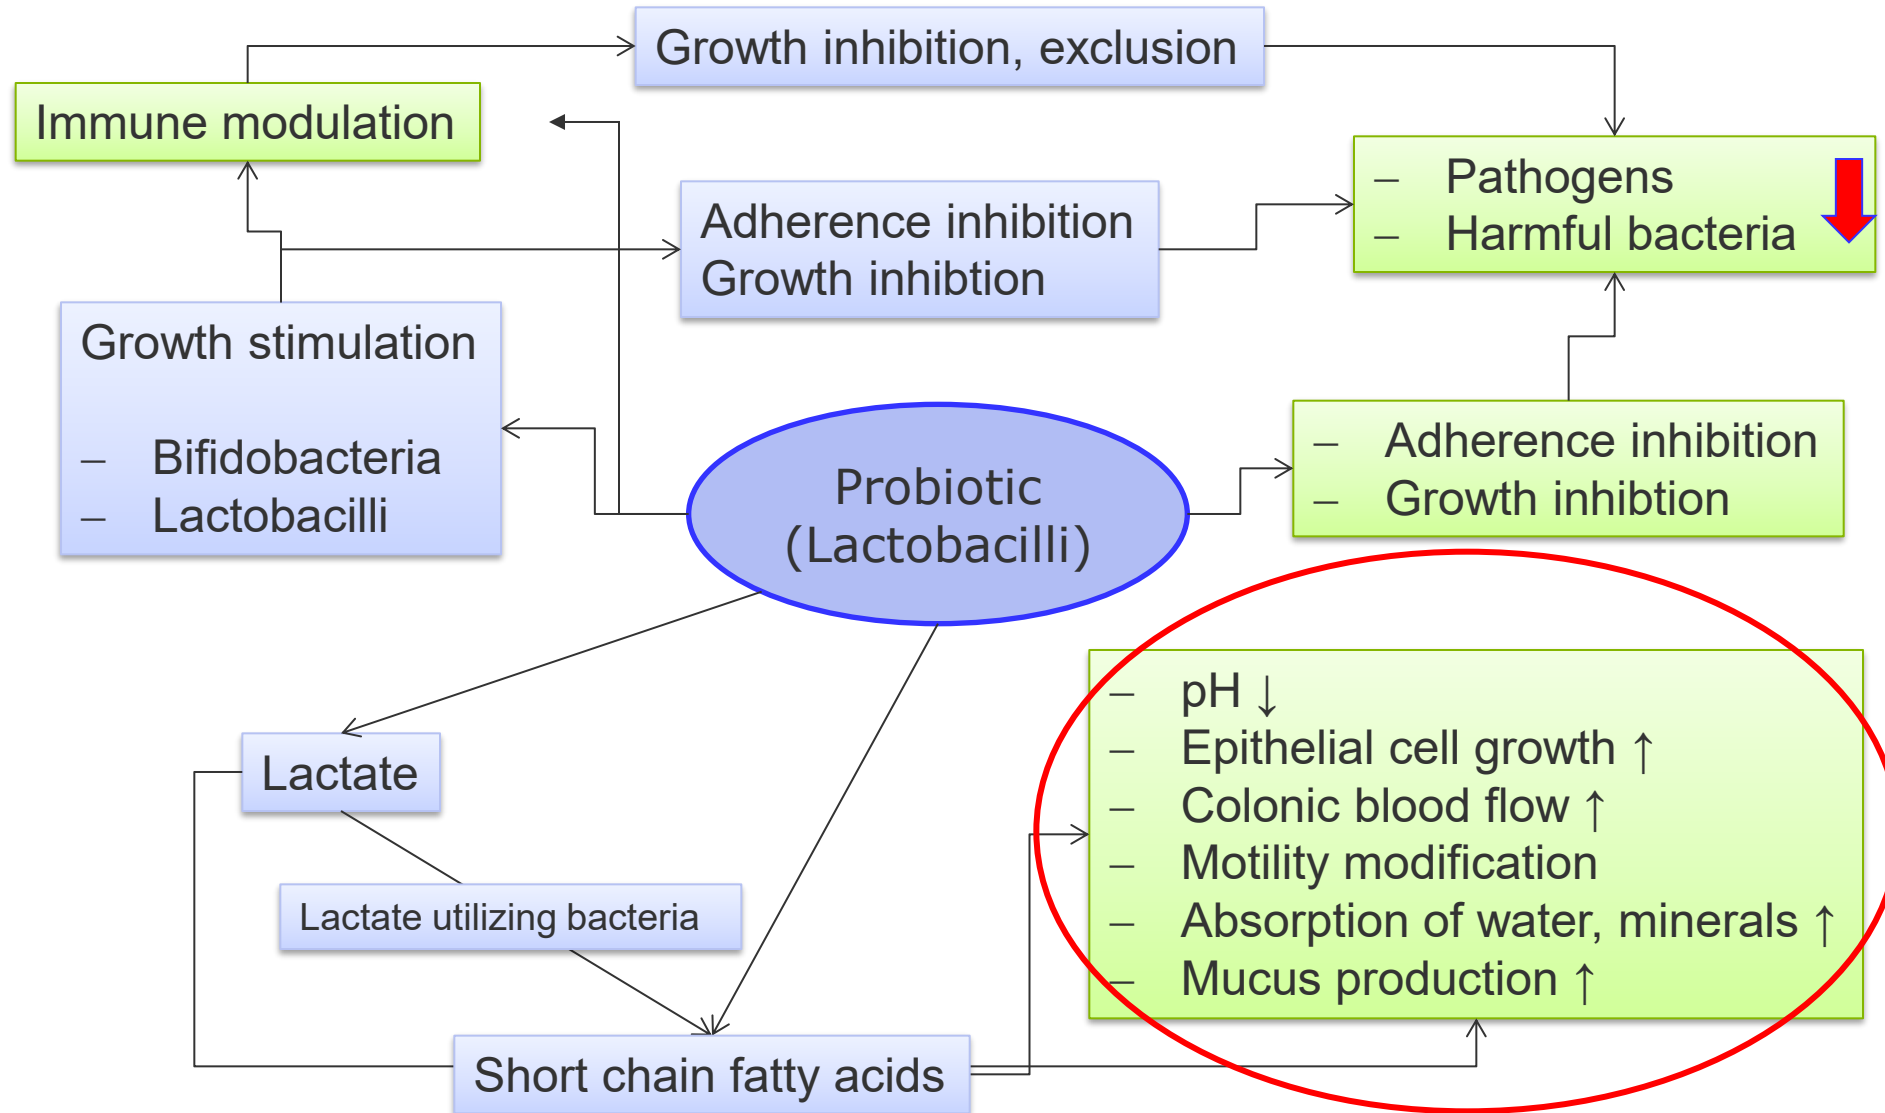 Growth inhibition, exclusion
Immune modulation
– Pathogens
– Harmful bacteria
Adherence inhibition
Growth inhibtion
Growth stimulation
– Bifidobacteria
– Lactobacilli
Probiotic
(Lactobacilli)
– Adherence inhibition
– Growth inhibtion
Lactate
Lactate utilizing bacteria
Short chain fatty acids
– pH ↓
– Epithelial cell growth ↑
– Colonic blood flow ↑
– Motility modification
– Absorption of water, minerals ↑
– Mucus production ↑